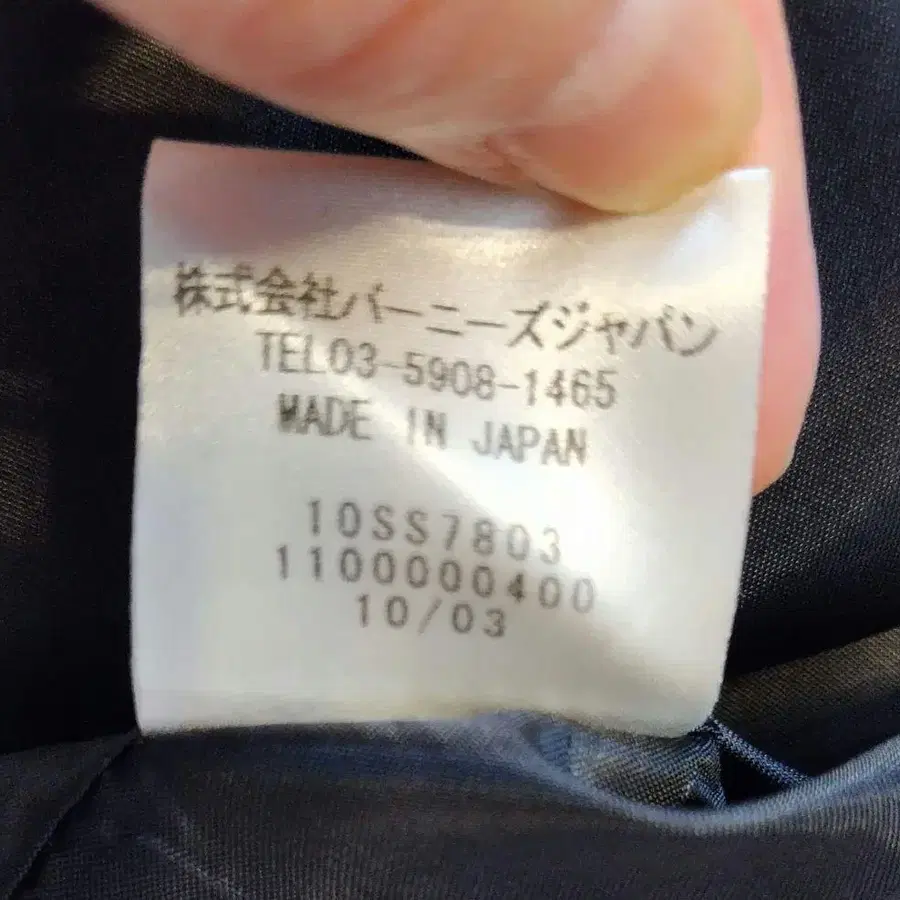 株式会社バーニーズジャパン
TEL03-5908-1465
MADE IN JAPAN
10SS7803
1100000400
10/03